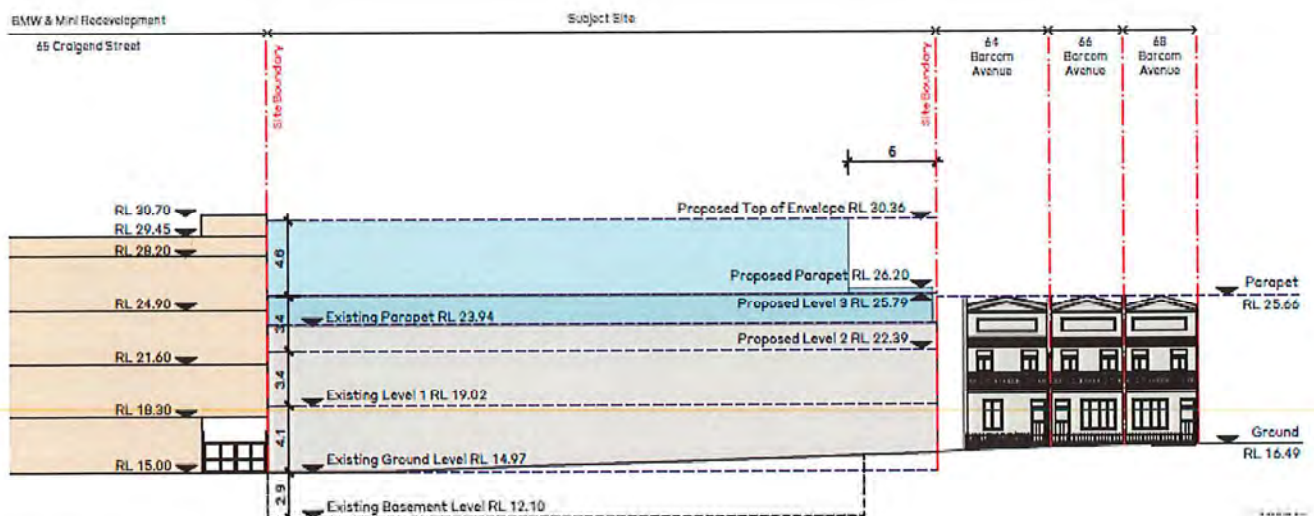 BMW & Mini Redevelopment
Subject Site
65 Craigend Street
64
Barcom
Avenue
66
Barcom
Avenue
68
Barcom
Avenue
Site Boundary
Site Boundary
6
RL 30.70
RL 29.45
RL 28.20
RL 24.90
RL 21.60
RL 18.30
RL 15.00
4.6
3.4
3.4
4.1
2.9
Proposed Top of Envelope RL 30.36
Proposed Parapet RL 26.20
Proposed Level 3 RL 25.79
Existing Parapet RL 23.94
Proposed Level 2 RL 22.39
Existing Level 1 RL 19.02
Existing Ground Level RL 14.97
Existing Basement Level RL 12.10
Parapet
RL 25.66
Ground
RL 16.49